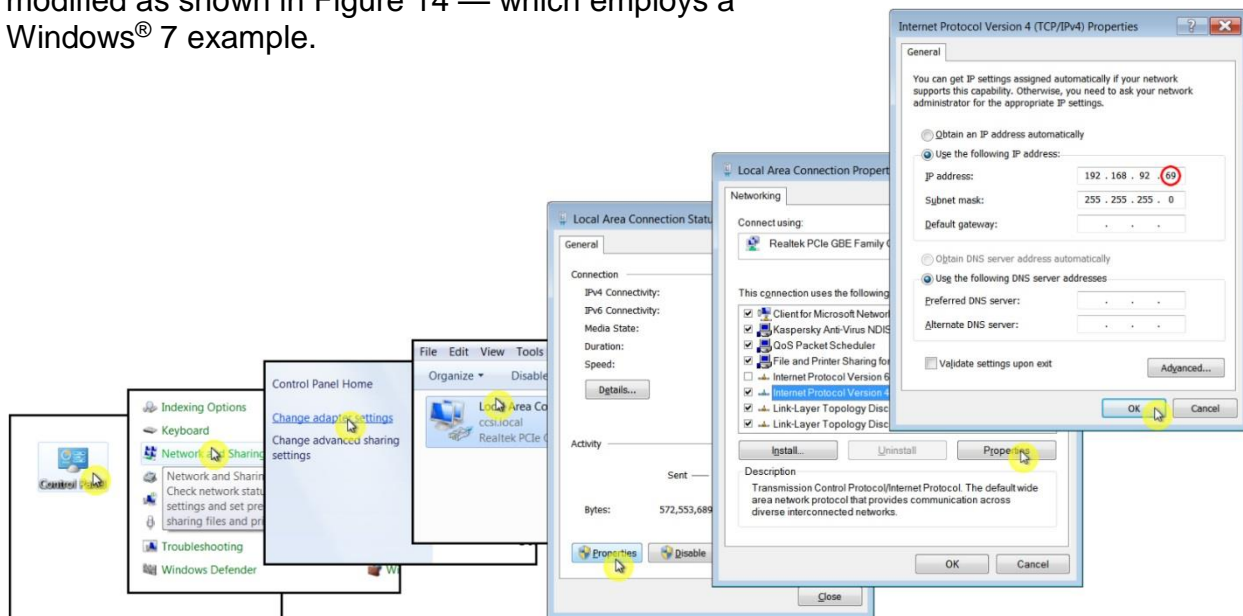 modified as shown in Figure 14 — which employs a
Windows® 7 example.
Control Panel
Indexing Options
Keyboard
Network and Sharing
Network and Sharin
Check network statu
settings and set pre
sharing files and pri
Troubleshooting
Windows Defender
Control Panel Home
Change adapter settings
Change advanced sharing
settings
File Edit View Tools
Organize Disable
Local Area Co
ccsi.local
Realtek PCIe
Local Area Connection Statu
General
Connection
IPv4 Connectivity:
IPv6 Connectivity:
Media State:
Duration:
Speed:
Details...
Activity
Sent
Bytes: 572,553,689
Properties Disable
Close
Local Area Connection Propert
Networking
Connect using:
Realtek PCIe GBE Family
This connection uses the following
Client for Microsoft Network
Kaspersky Anti-Virus NDIS
QoS Packet Scheduler
File and Printer Sharing for
Internet Protocol Version 6
Internet Protocol Version 4
Link-Layer Topology Disc
Link-Layer Topology Disc
Install... Uninstall Properties
Description
Transmission Control Protocol/Internet Protocol. The default wide
area network protocol that provides communication across
diverse interconnected networks.
OK Cancel
Internet Protocol Version 4 (TCP/IPv4) Properties
General
You can get IP settings assigned automatically if your network
supports this capability. Otherwise, you need to ask your network
administrator for the appropriate IP settings.
Obtain an IP address automatically
Use the following IP address:
IP address: 192 . 168 . 92 . 69
Subnet mask: 255 . 255 . 255 . 0
Default gateway: . . .
Obtain DNS server address automatically
Use the following DNS server addresses
Preferred DNS server: . . .
Alternate DNS server: . . .
Validate settings upon exit
Advanced...
OK Cancel